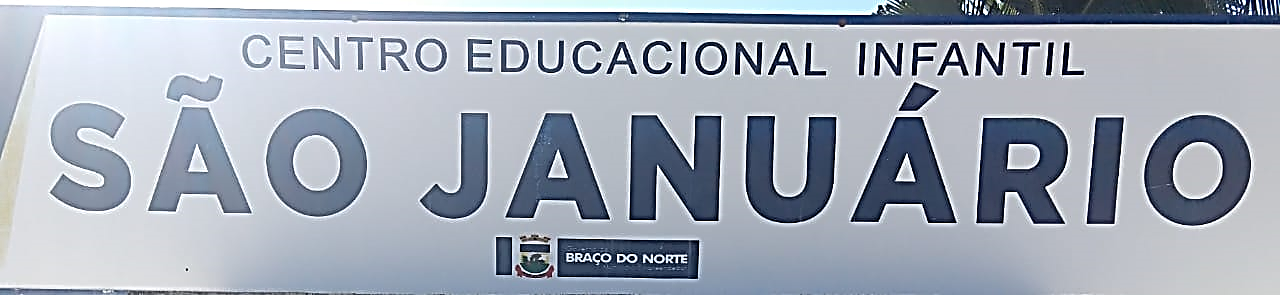 CENTRO EDUCACIONAL INFANTIL
SÃO JANUÁRIO
BRAÇO DO NORTE